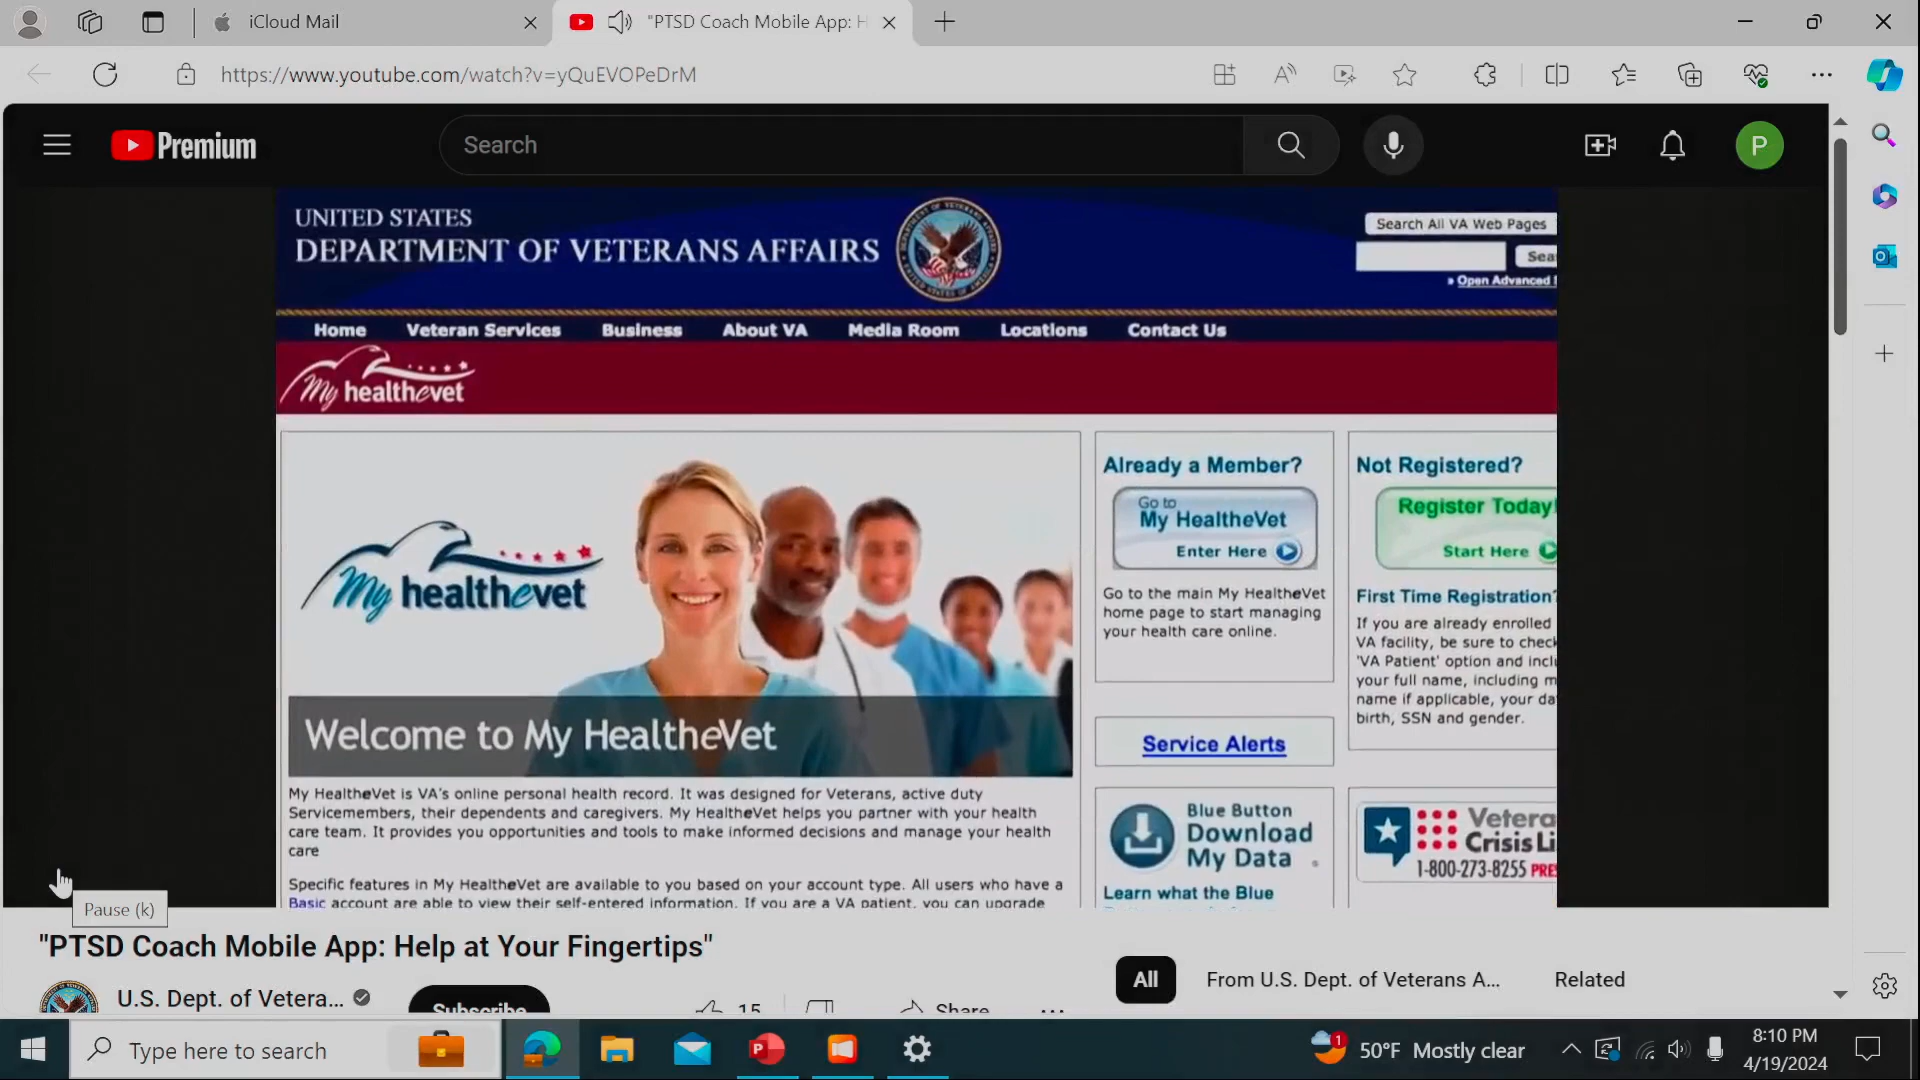 iCloud Mail
"PTSD Coach Mobile App: H
https://www.youtube.com/watch?v=yQuEVOPeDrM
Premium
Search
P
UNITED STATES
DEPARTMENT OF VETERANS AFFAIRS
Search All VA Web Pages
Sea
» Open Advanced
Home Veteran Services Business About VA Media Room Locations Contact Us
My healthevet
My healthevet
Welcome to My HealtheVet
My HealtheVet is VA's online personal health record. It was designed for Veterans, active duty
Servicemembers, their dependents and caregivers. My HealtheVet helps you partner with your health
care team. It provides you opportunities and tools to make informed decisions and manage your health
care
Specific features in My HealtheVet are available to you based on your account type. All users who have a
Basic account are able to view their self-entered information. If you are a VA patient, you can upgrade
Already a Member?
Go to
My HealtheVet
Enter Here
Go to the main My HealtheVet
home page to start managing
your health care online.
Service Alerts
Blue Button
Download
My Data
Learn what the Blue
Not Registered?
Register Today!
Start Here
First Time Registration?
If you are already enrolled
VA facility, be sure to chec
'VA Patient' option and incl
your full name, including m
name if applicable, your da
birth, SSN and gender.
Vetera
Crisis Li
1-800-273-8255 PRE
Pause (k)
"PTSD Coach Mobile App: Help at Your Fingertips"
U.S. Dept. of Vetera...
Subscribe
15
Share
All
From U.S. Dept. of Veterans A...
Related
Type here to search
1
50°F Mostly clear
8:10 PM
4/19/2024